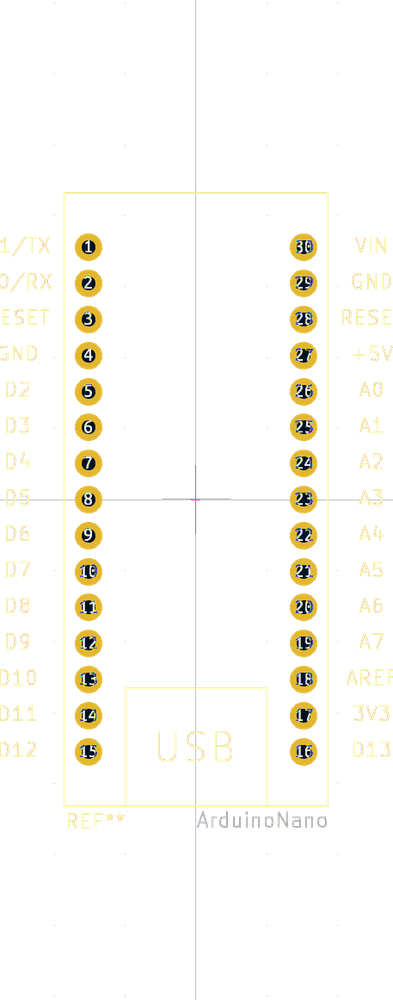 1/TX 1 30 VIN
0/RX 2 29 GND
ESET 3 28 RESE
GND 4 27 +5V
D2 5 26 A0
D3 6 25 A1
D4 7 24 A2
D5 8 23 A3
D6 9 22 A4
D7 10 21 A5
D8 11 20 A6
D9 12 19 A7
D10 13 18 AREF
D11 14 17 3V3
D12 15 16 D13
USB
REF** ArduinoNano